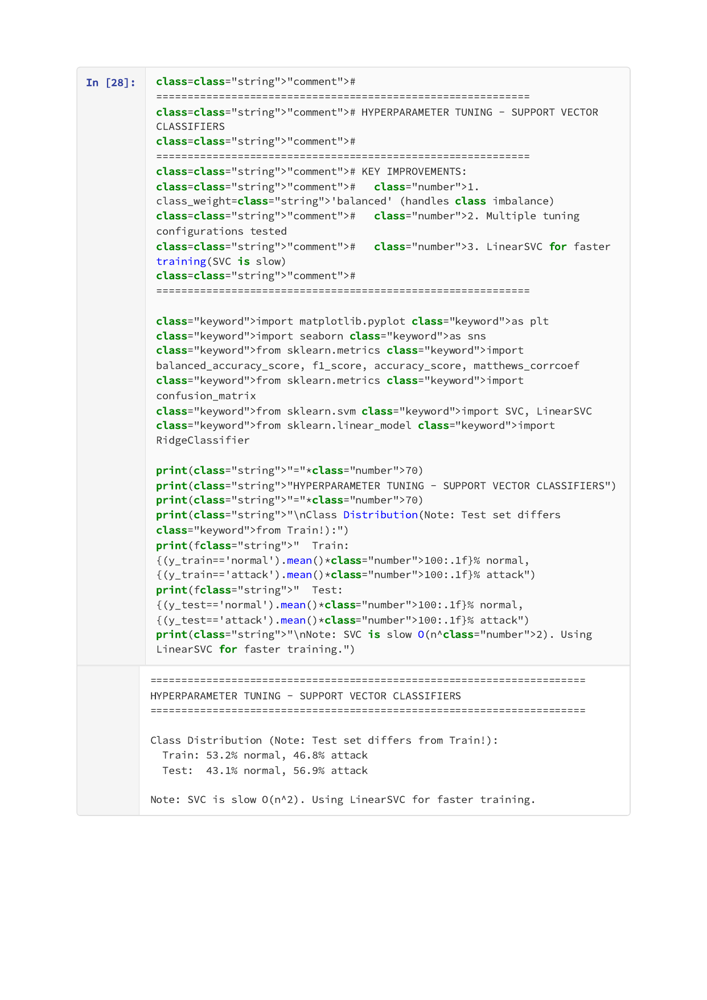 In [28]:
class=class="string">"comment">#
============================================================
class=class="string">"comment"># HYPERPARAMETER TUNING - SUPPORT VECTOR
CLASSIFIERS
class=class="string">"comment">#
============================================================
class=class="string">"comment"># KEY IMPROVEMENTS:
class=class="string">"comment">#   class="number">1.
class_weight=class="string">'balanced' (handles class imbalance)
class=class="string">"comment">#   class="number">2. Multiple tuning
configurations tested
class=class="string">"comment">#   class="number">3. LinearSVC for faster
training(SVC is slow)
class=class="string">"comment">#
============================================================

class="keyword">import matplotlib.pyplot class="keyword">as plt
class="keyword">import seaborn class="keyword">as sns
class="keyword">from sklearn.metrics class="keyword">import
balanced_accuracy_score, f1_score, accuracy_score, matthews_corrcoef
class="keyword">from sklearn.metrics class="keyword">import
confusion_matrix
class="keyword">from sklearn.svm class="keyword">import SVC, LinearSVC
class="keyword">from sklearn.linear_model class="keyword">import
RidgeClassifier

print(class="string">"="*class="number">70)
print(class="string">"HYPERPARAMETER TUNING - SUPPORT VECTOR CLASSIFIERS")
print(class="string">"="*class="number">70)
print(class="string">"\nClass Distribution(Note: Test set differs
class="keyword">from Train!):")
print(fclass="string">"  Train:
{(y_train=='normal').mean()*class="number">100:.1f}% normal,
{(y_train=='attack').mean()*class="number">100:.1f}% attack")
print(fclass="string">"  Test:
{(y_test=='normal').mean()*class="number">100:.1f}% normal,
{(y_test=='attack').mean()*class="number">100:.1f}% attack")
print(class="string">"\nNote: SVC is slow O(n^class="number">2). Using
LinearSVC for faster training.")
======================================================================
HYPERPARAMETER TUNING - SUPPORT VECTOR CLASSIFIERS
======================================================================

Class Distribution (Note: Test set differs from Train!):
  Train: 53.2% normal, 46.8% attack
  Test:  43.1% normal, 56.9% attack

Note: SVC is slow O(n^2). Using LinearSVC for faster training.